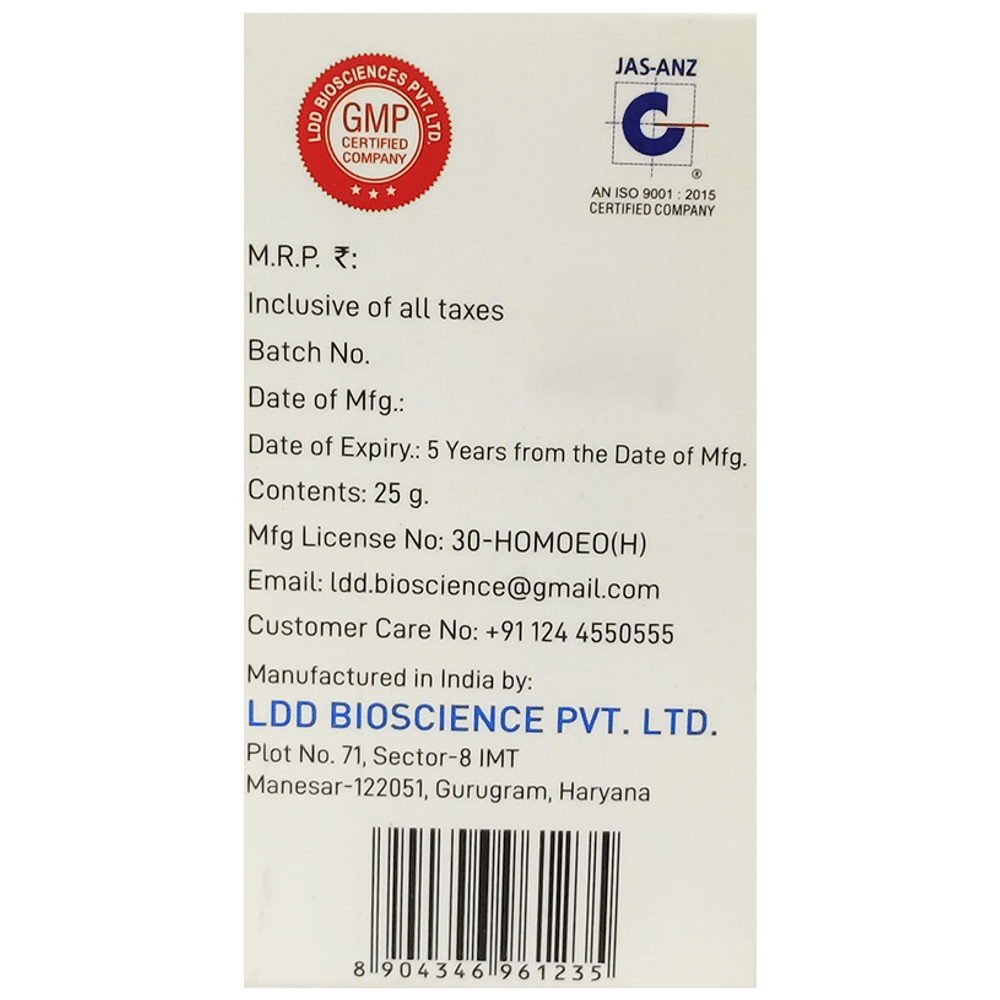 LDD BIOSCIENCES PVT. LTD.
GMP
CERTIFIED
COMPANY
JAS-ANZ
®
AN ISO 9001 : 2015
CERTIFIED COMPANY
M.R.P. ₹:
Inclusive of all taxes
Batch No.
Date of Mfg.:
Date of Expiry.: 5 Years from the Date of Mfg.
Contents: 25 g.
Mfg License No: 30-HOMOEO(H)
Email: ldd.bioscience@gmail.com
Customer Care No: +91 124 4550555
Manufactured in India by:
LDD BIOSCIENCE PVT. LTD.
Plot No. 71, Sector-8 IMT
Manesar-122051, Gurugram, Haryana
8 904346 961235